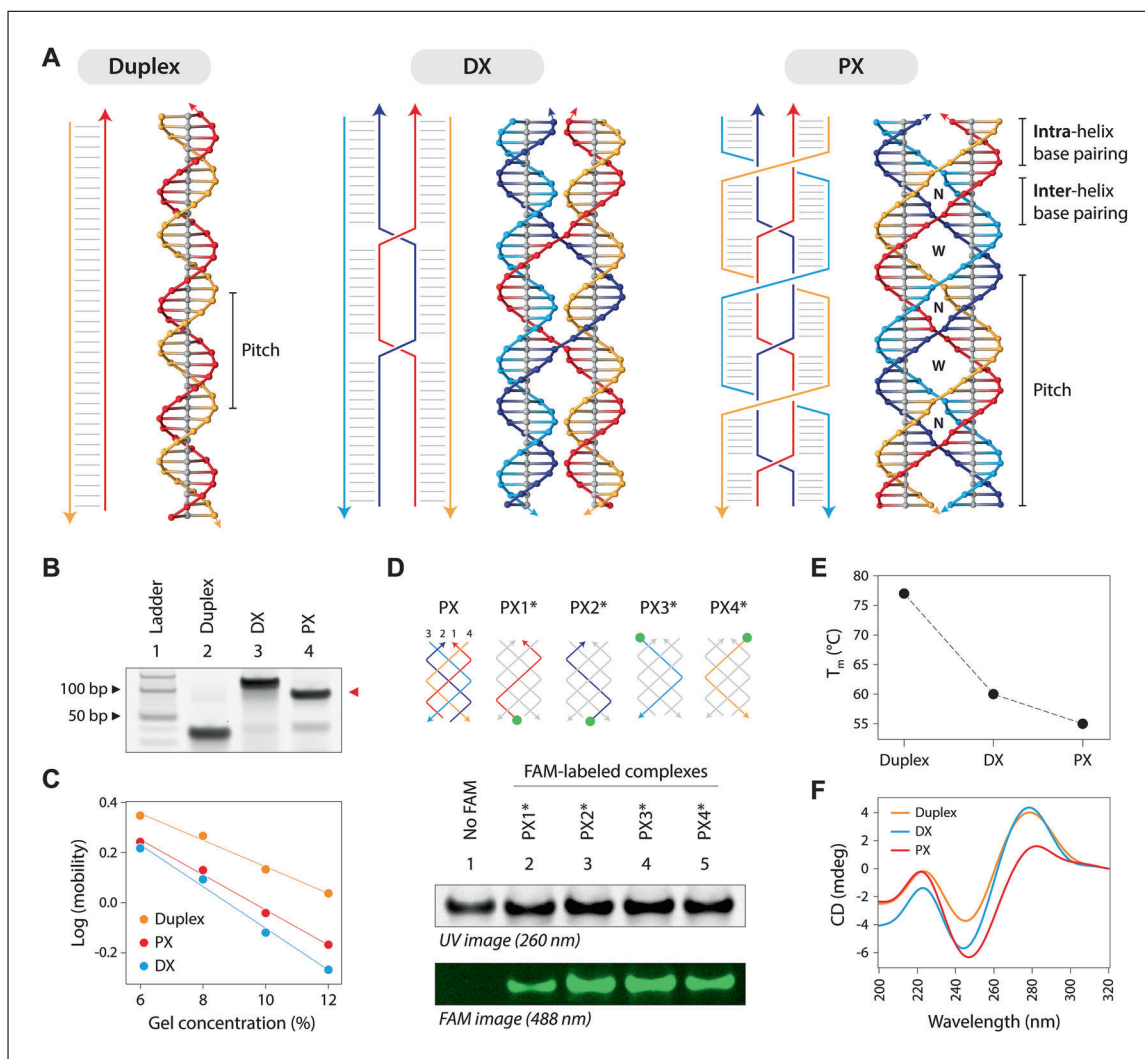 A
Duplex
DX
PX
Pitch
Intra-helix
base pairing
Inter-helix
base pairing
N
W
N
W
N
Pitch
B
Ladder
Duplex
DX
PX
1
2
3
4
100 bp
50 bp
C
Log (mobility)
0.4
0.2
0.0
-0.2
Duplex
PX
DX
6
8
10
12
Gel concentration (%)
D
PX
PX1*
PX2*
PX3*
PX4*
3 2 1 4
FAM-labeled complexes
No FAM
PX1*
PX2*
PX3*
PX4*
1
2
3
4
5
UV image (260 nm)
FAM image (488 nm)
E
Tm (°C)
80
75
70
65
60
55
Duplex
DX
PX
F
CD (mdeg)
4
2
0
-2
-4
-6
Duplex
DX
PX
200
220
240
260
280
300
320
Wavelength (nm)